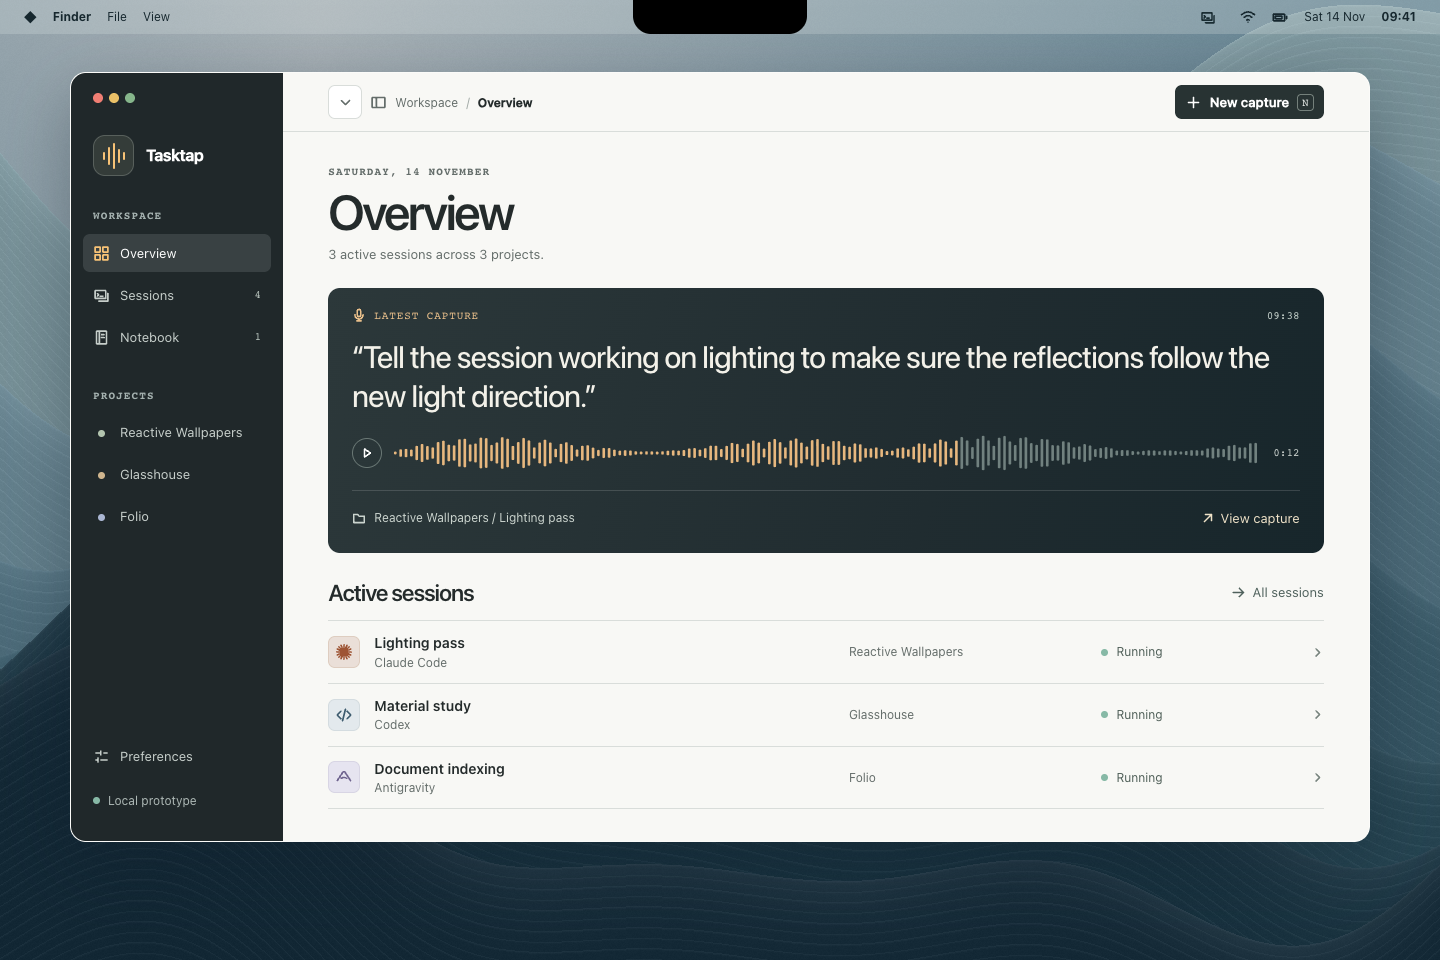 Finder File View
Sat 14 Nov 09:41
Tasktap
WORKSPACE
Overview
Sessions 4
Notebook 1
PROJECTS
Reactive Wallpapers
Glasshouse
Folio
Preferences
Local prototype
Workspace / Overview
New capture N
SATURDAY, 14 NOVEMBER
Overview
3 active sessions across 3 projects.
LATEST CAPTURE 09:38
“Tell the session working on lighting to make sure the reflections follow the
new light direction.”
0:12
Reactive Wallpapers / Lighting pass
View capture
Active sessions
All sessions
Lighting pass
Claude Code
Reactive Wallpapers
Running
Material study
Codex
Glasshouse
Running
Document indexing
Antigravity
Folio
Running